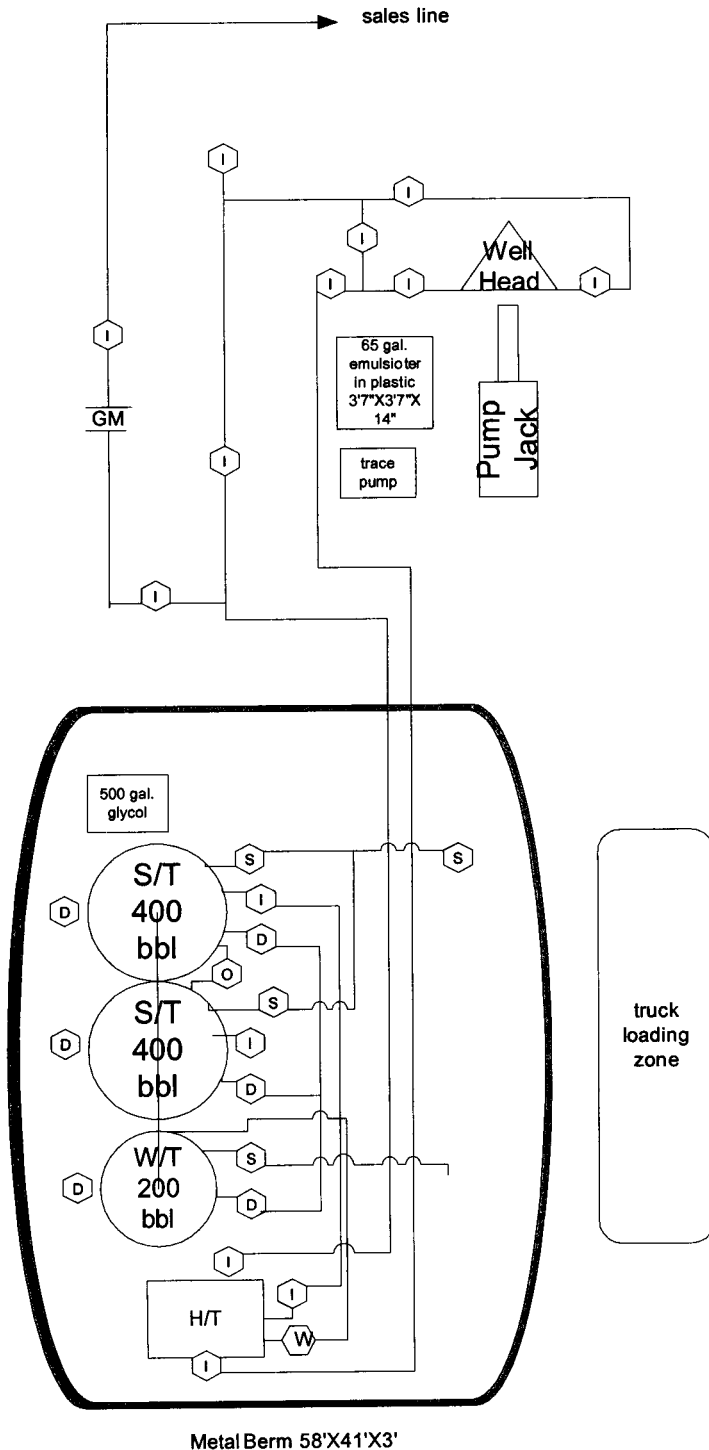 sales line
I
I
I
Well
Head
I
I
I
I
65 gal.
emulsioter
in plastic
3'7"X3'7"X
14"
GM
Pump
Jack
trace
pump
I
I
500 gal.
glycol
S
S
S/T
400
bbl
D
I
D
O
S
S/T
400
bbl
D
I
D
truck
loading
zone
W/T
200
bbl
D
S
D
I
I
H/T
W
I
Metal Berm 58'X41'X3'